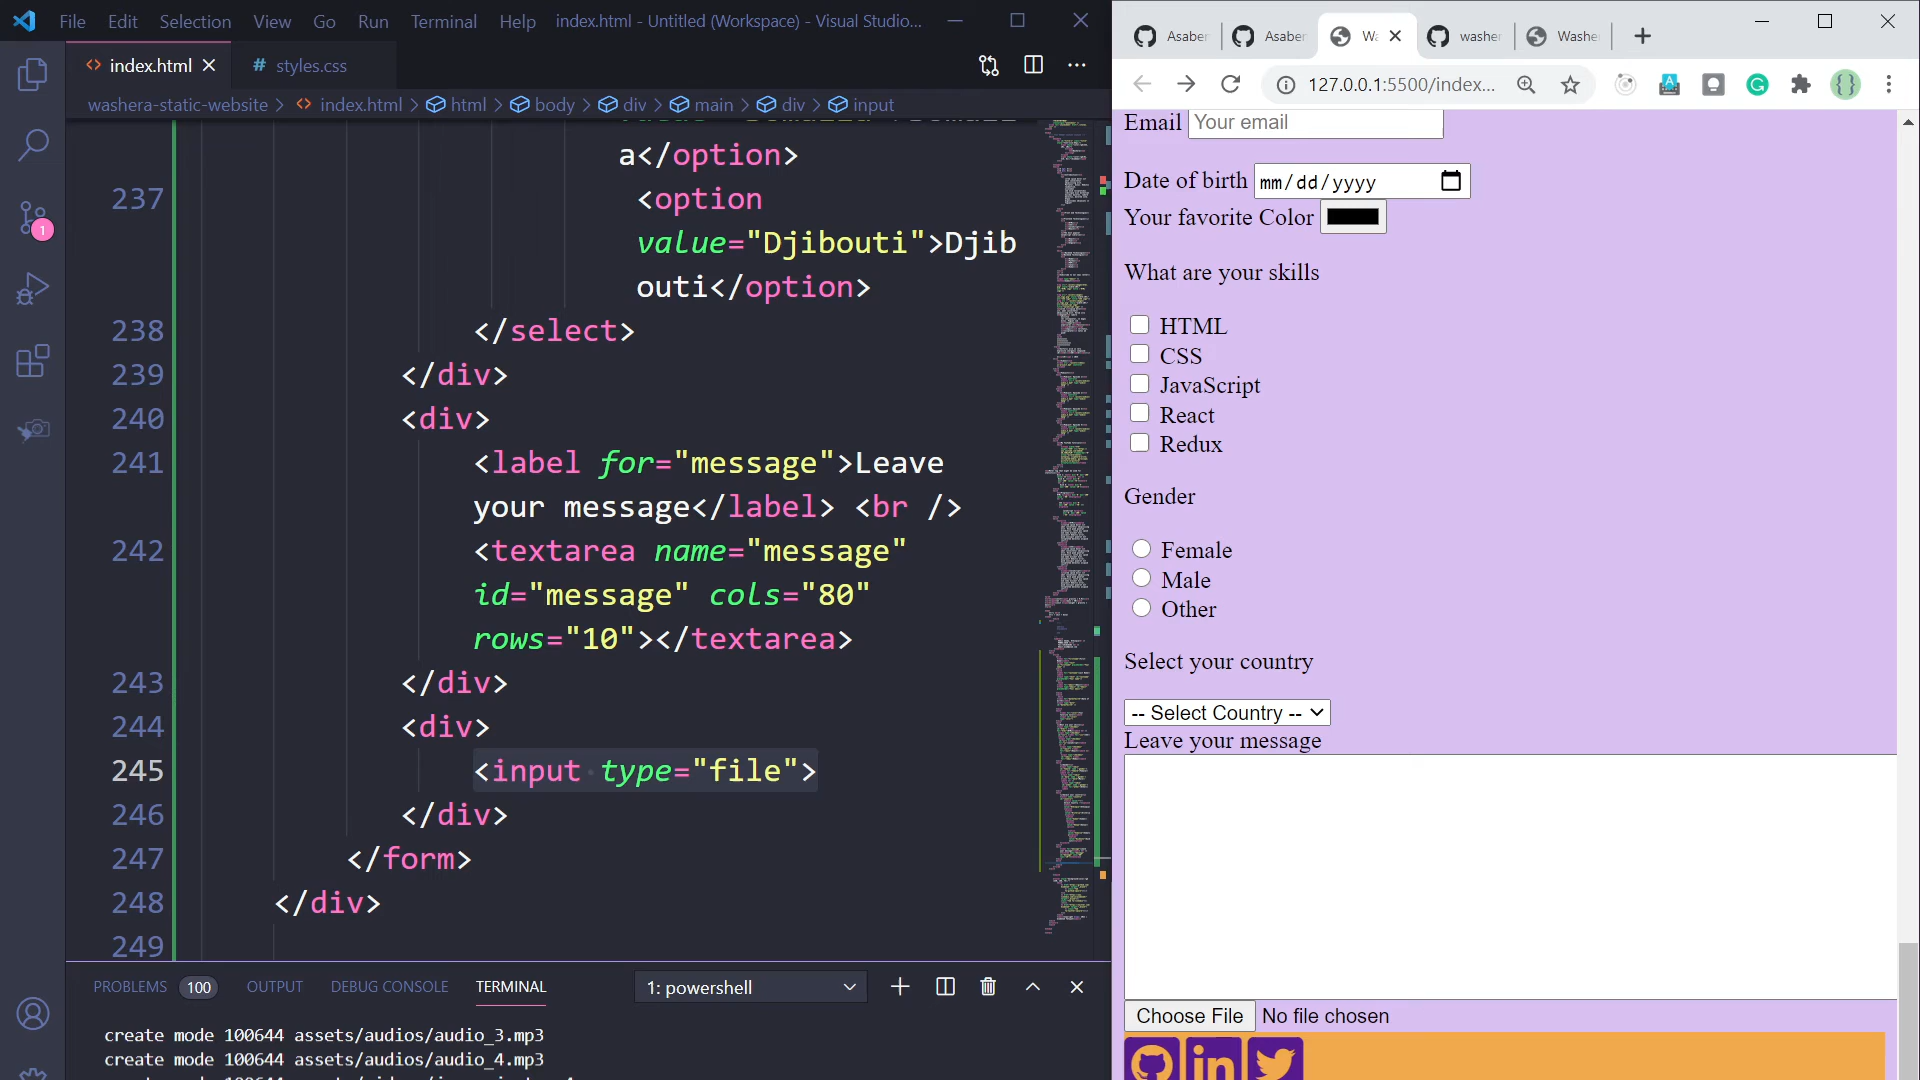 File Edit Selection View Go Run Terminal Help index.html - Untitled (Workspace) - Visual Studio...
index.html
# styles.css
washera-static-website > index.html > html > body > div > main > div > input
a</option>
237 <option
value="Djibouti">Djib
outi</option>
238 </select>
239 </div>
240 <div>
241 <label for="message">Leave
your message</label> <br />
242 <textarea name="message"
id="message" cols="80"
rows="10"></textarea>
243 </div>
244 <div>
245 <input type="file">
246 </div>
247 </form>
248 </div>
249
1
PROBLEMS 100 OUTPUT DEBUG CONSOLE TERMINAL 1: powershell
create mode 100644 assets/audios/audio_3.mp3
create mode 100644 assets/audios/audio_4.mp3
Asaber Asaber Wa washer Washe
127.0.0.1:5500/index...
Email Your email
Date of birth mm/dd/yyyy
Your favorite Color
What are your skills
HTML
CSS
JavaScript
React
Redux
Gender
Female
Male
Other
Select your country
-- Select Country --
Leave your message
Choose File No file chosen
in